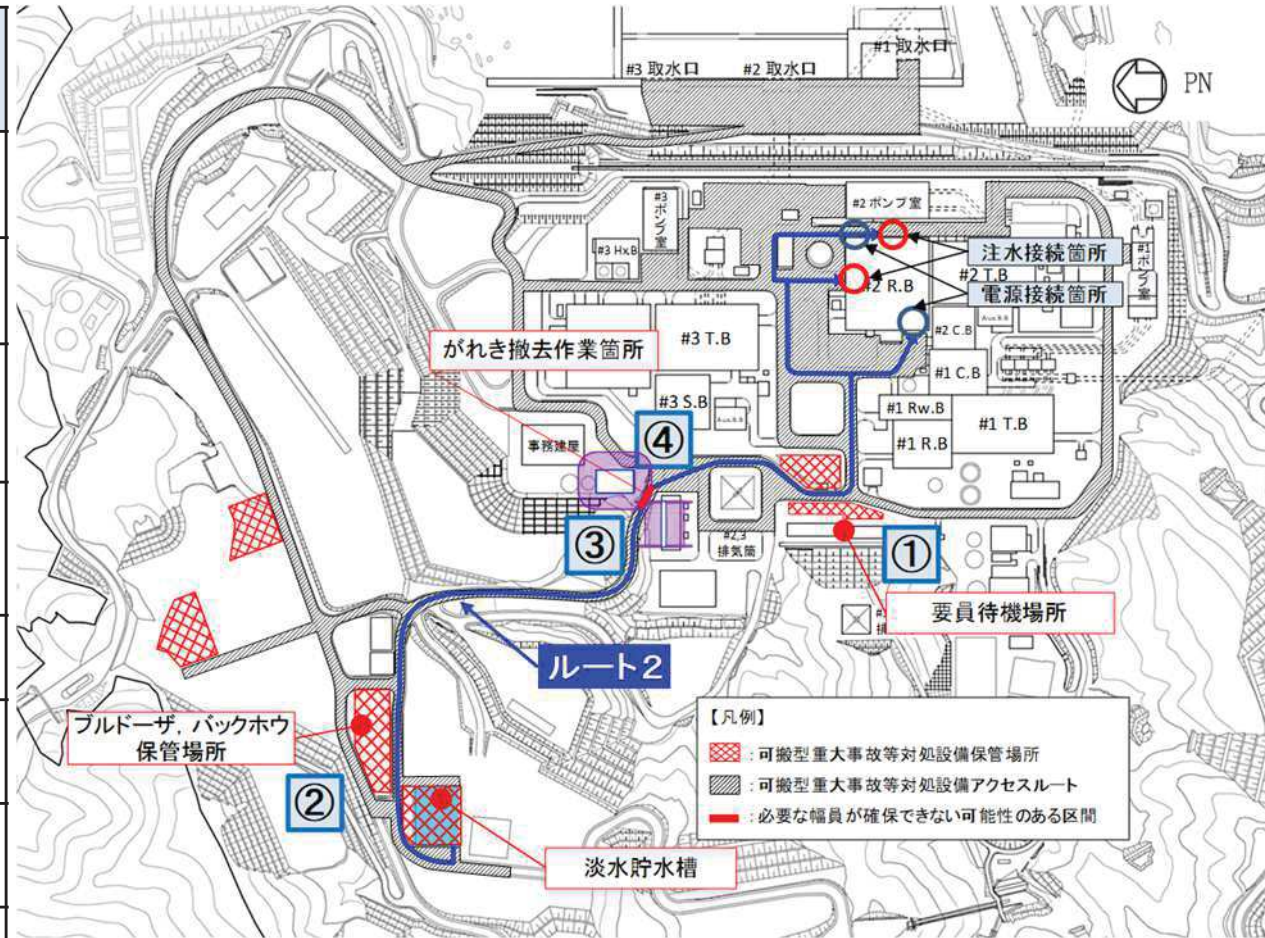 #1 取水口
#3 取水口
#2 取水口
PN
#3 ポンプ室
#2 ポンプ室
#3 Hx.B
#1 ポンプ室
注水接続箇所
#2 T.B
#2 R.B
電源接続箇所
#2 C.B
#3 T.B
がれき撤去作業箇所
#1 C.B
#3 S.B
#1 Rw.B
#1 T.B
#1 R.B
④
事務建屋
③
#2,3
排気筒
①
要員待機場所
ルート2
ブルドーザ,バックホウ
保管場所
②
淡水貯水槽
【凡例】
:可搬型重大事故等対処設備保管場所
:可搬型重大事故等対処設備アクセスルート
:必要な幅員が確保できない可能性のある区間